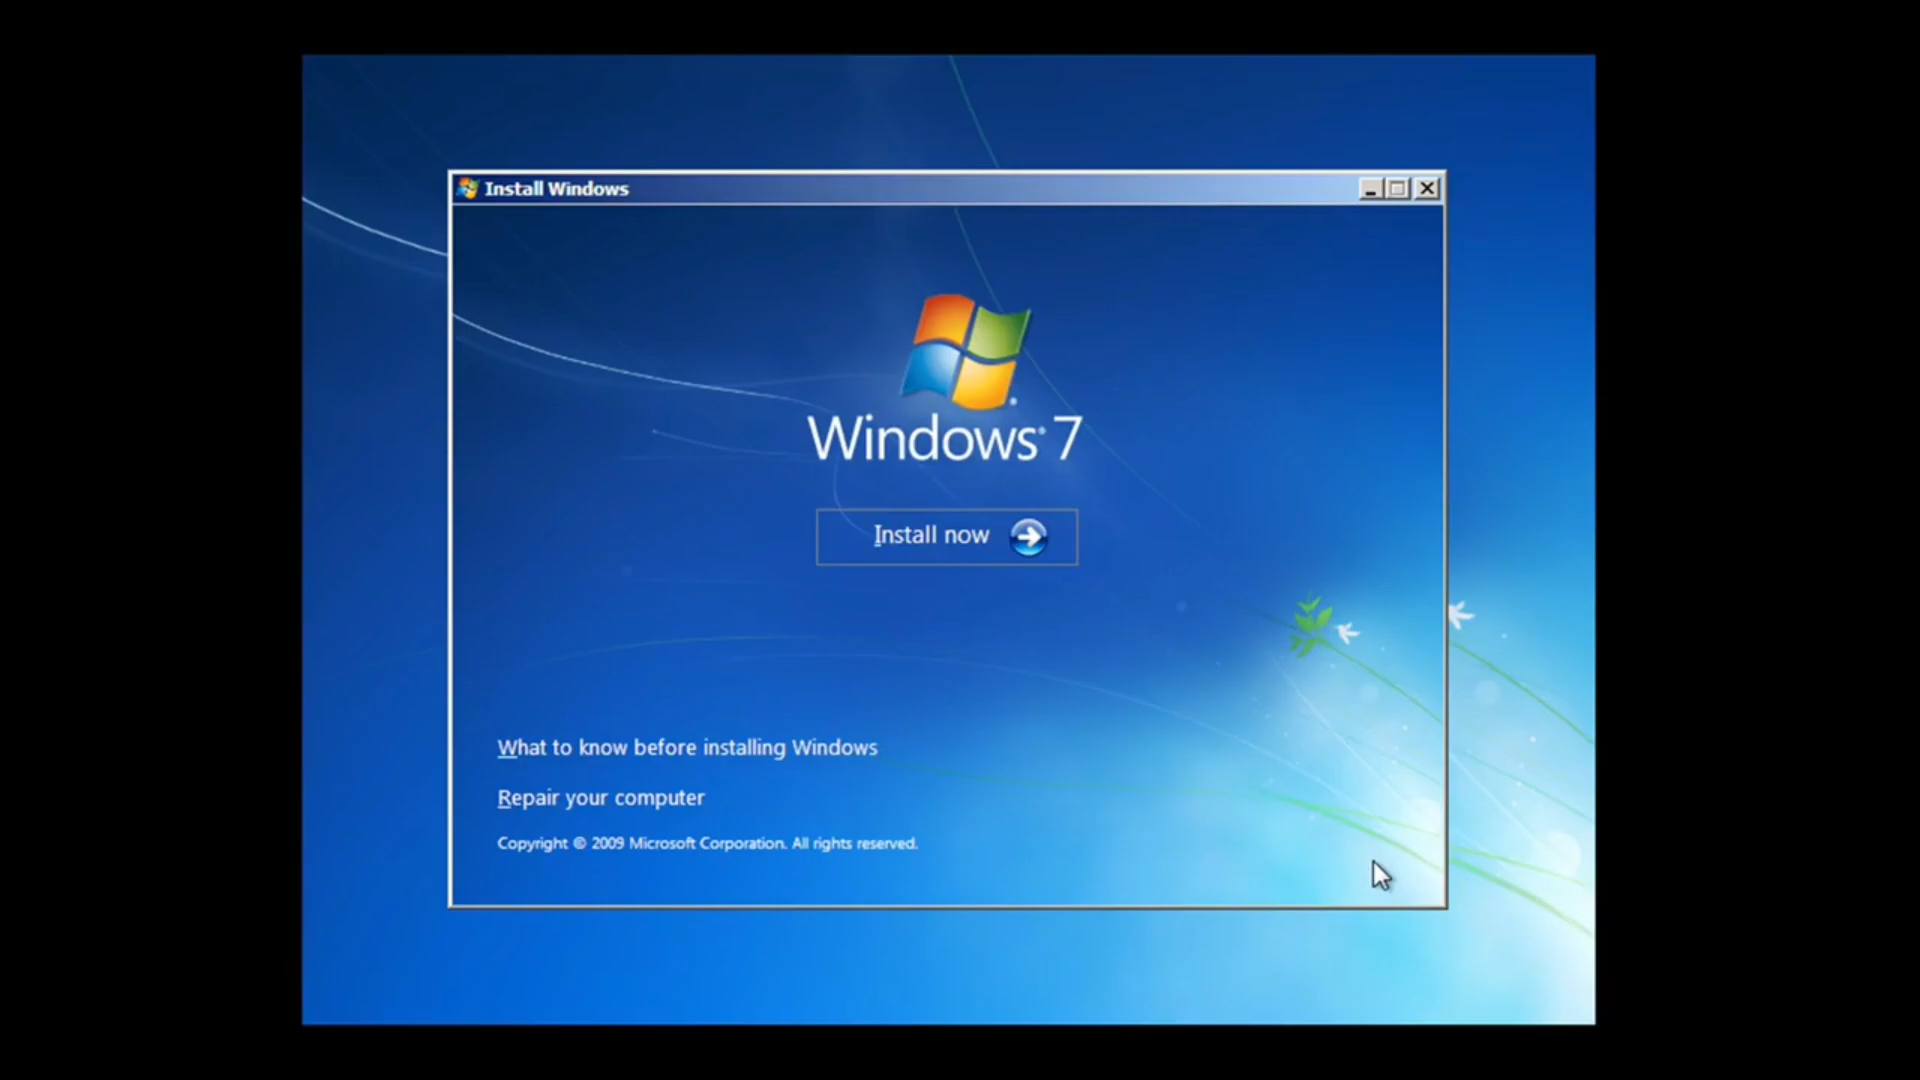 Install Windows
Windows® 7
Install now
What to know before installing Windows
Repair your computer
Copyright © 2009 Microsoft Corporation. All rights reserved.